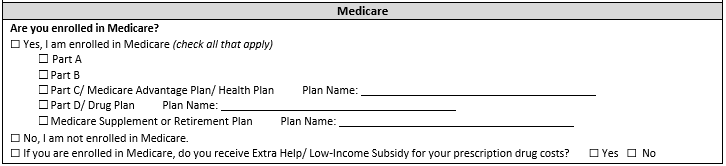 Medicare
Are you enrolled in Medicare?
☐ Yes, I am enrolled in Medicare (check all that apply)
☐ Part A
☐ Part B
☐ Part C/ Medicare Advantage Plan/ Health Plan Plan Name: ____________________
☐ Part D/ Drug Plan Plan Name: ____________________
☐ Medicare Supplement or Retirement Plan Plan Name: ____________________
☐ No, I am not enrolled in Medicare.
☐ If you are enrolled in Medicare, do you receive Extra Help/ Low-Income Subsidy for your prescription drug costs? ☐ Yes ☐ No